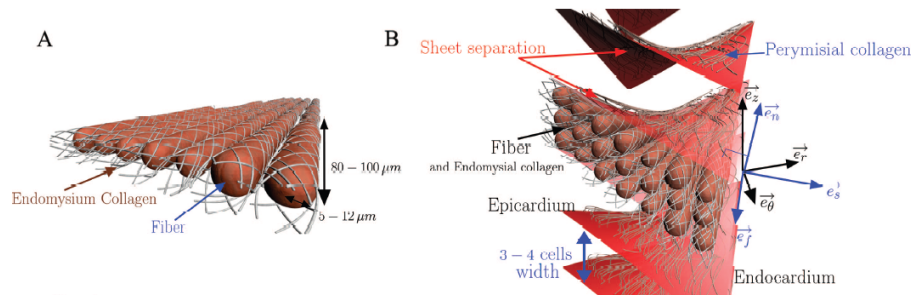 A
B
Sheet separation
Perymisial collagen
Fiber
and Endomysial collagen
80 − 100 μm
5 − 12 μm
Endomysium Collagen
Fiber
Epicardium
3 − 4 cells
width
Endocardium
e_z
e_n
e_r
e_s
e_θ
e_f